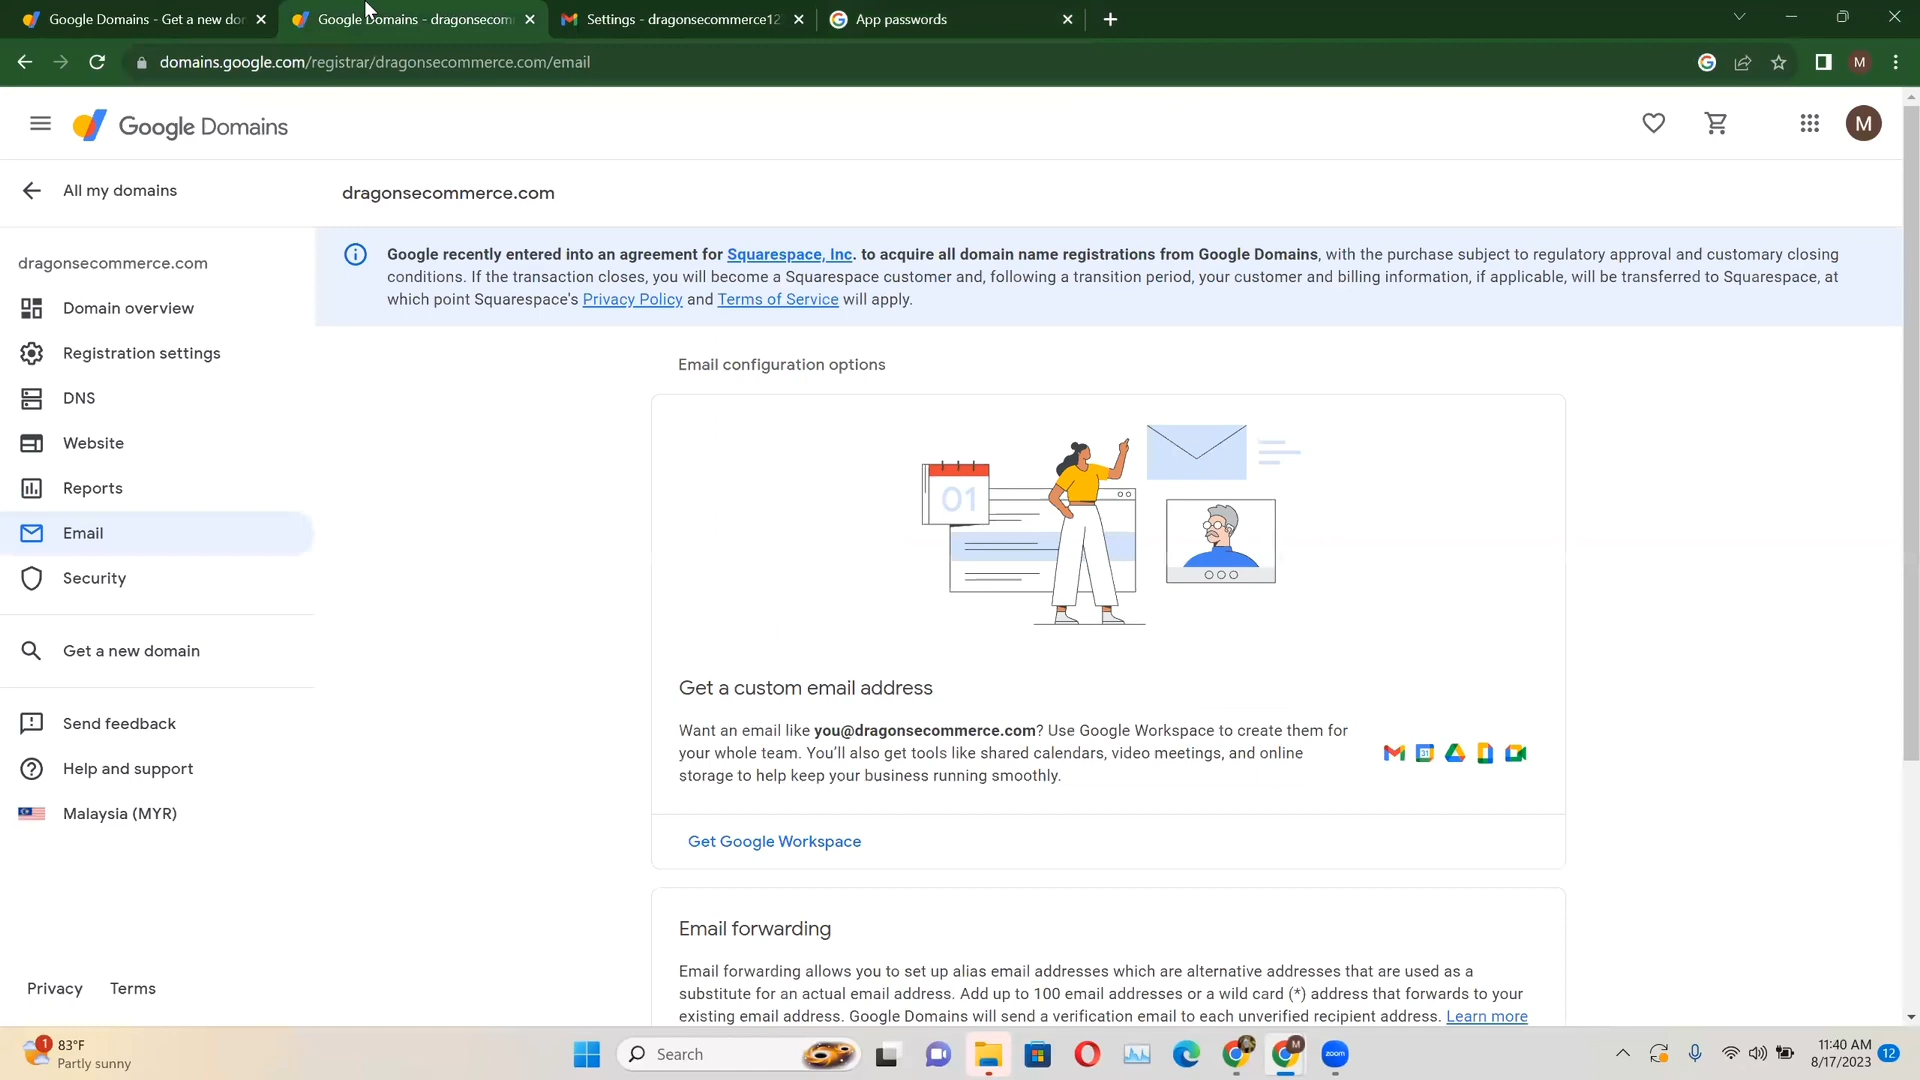 Google Domains - Get a new dor
Google Domains - dragonsecomm
Settings - dragonsecommerce12
App passwords
domains.google.com/registrar/dragonsecommerce.com/email
M
Google Domains
M
All my domains
dragonsecommerce.com
dragonsecommerce.com
Domain overview
Registration settings
DNS
Website
Reports
Email
Security
Get a new domain
Send feedback
Help and support
Malaysia (MYR)
Privacy Terms
Google recently entered into an agreement for Squarespace, Inc. to acquire all domain name registrations from Google Domains, with the purchase subject to regulatory approval and customary closing
conditions. If the transaction closes, you will become a Squarespace customer and, following a transition period, your customer and billing information, if applicable, will be transferred to Squarespace, at
which point Squarespace's Privacy Policy and Terms of Service will apply.
Email configuration options
01
31
Get a custom email address
Want an email like you@dragonsecommerce.com? Use Google Workspace to create them for
your whole team. You'll also get tools like shared calendars, video meetings, and online
storage to help keep your business running smoothly.
Get Google Workspace
Email forwarding
Email forwarding allows you to set up alias email addresses which are alternative addresses that are used as a
substitute for an actual email address. Add up to 100 email addresses or a wild card (*) address that forwards to your
existing email address. Google Domains will send a verification email to each unverified recipient address. Learn more
1
83°F
Partly sunny
Search
M
zoom
11:40 AM
8/17/2023
12